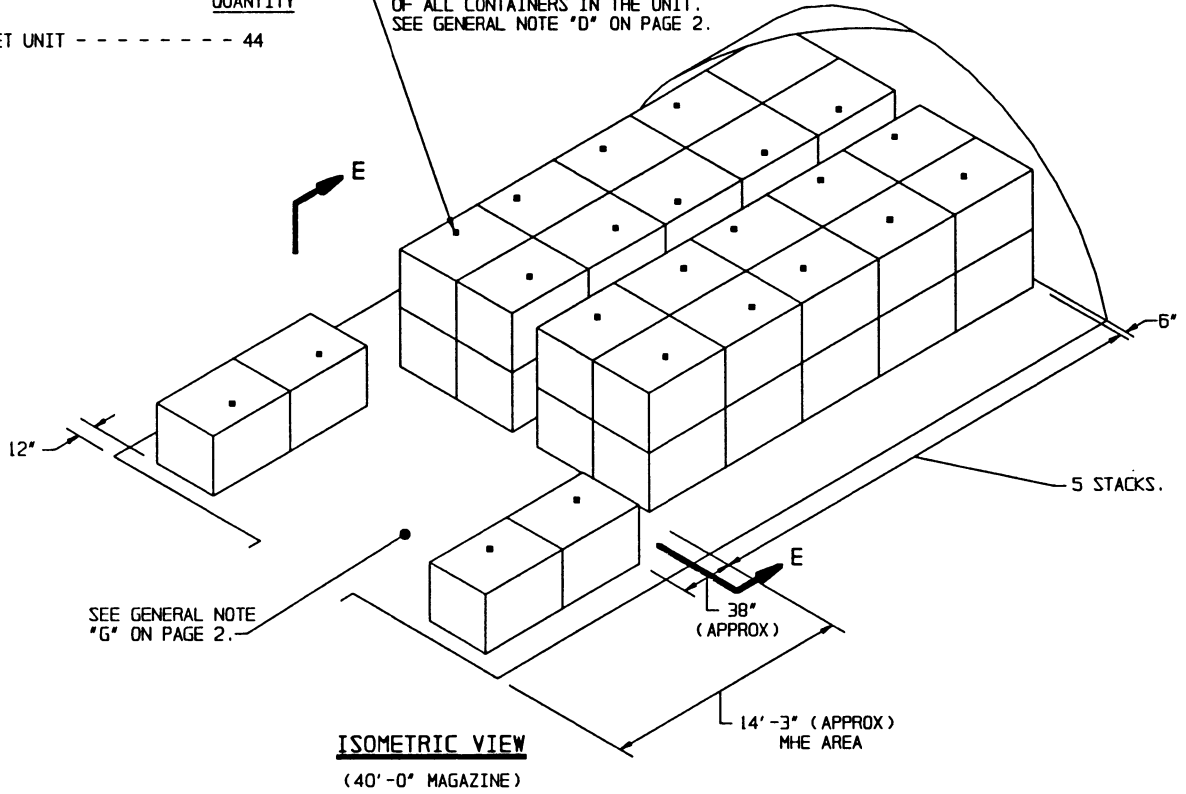 QUANTITY
ET UNIT - - - - - - - - - 44
OF ALL CONTAINERS IN THE UNIT.
SEE GENERAL NOTE "D" ON PAGE 2.
E
6"
12"
5 STACKS.
E
SEE GENERAL NOTE
"G" ON PAGE 2.
38"
(APPROX)
14'-3" (APPROX)
MHE AREA
ISOMETRIC VIEW
(40'-0" MAGAZINE)